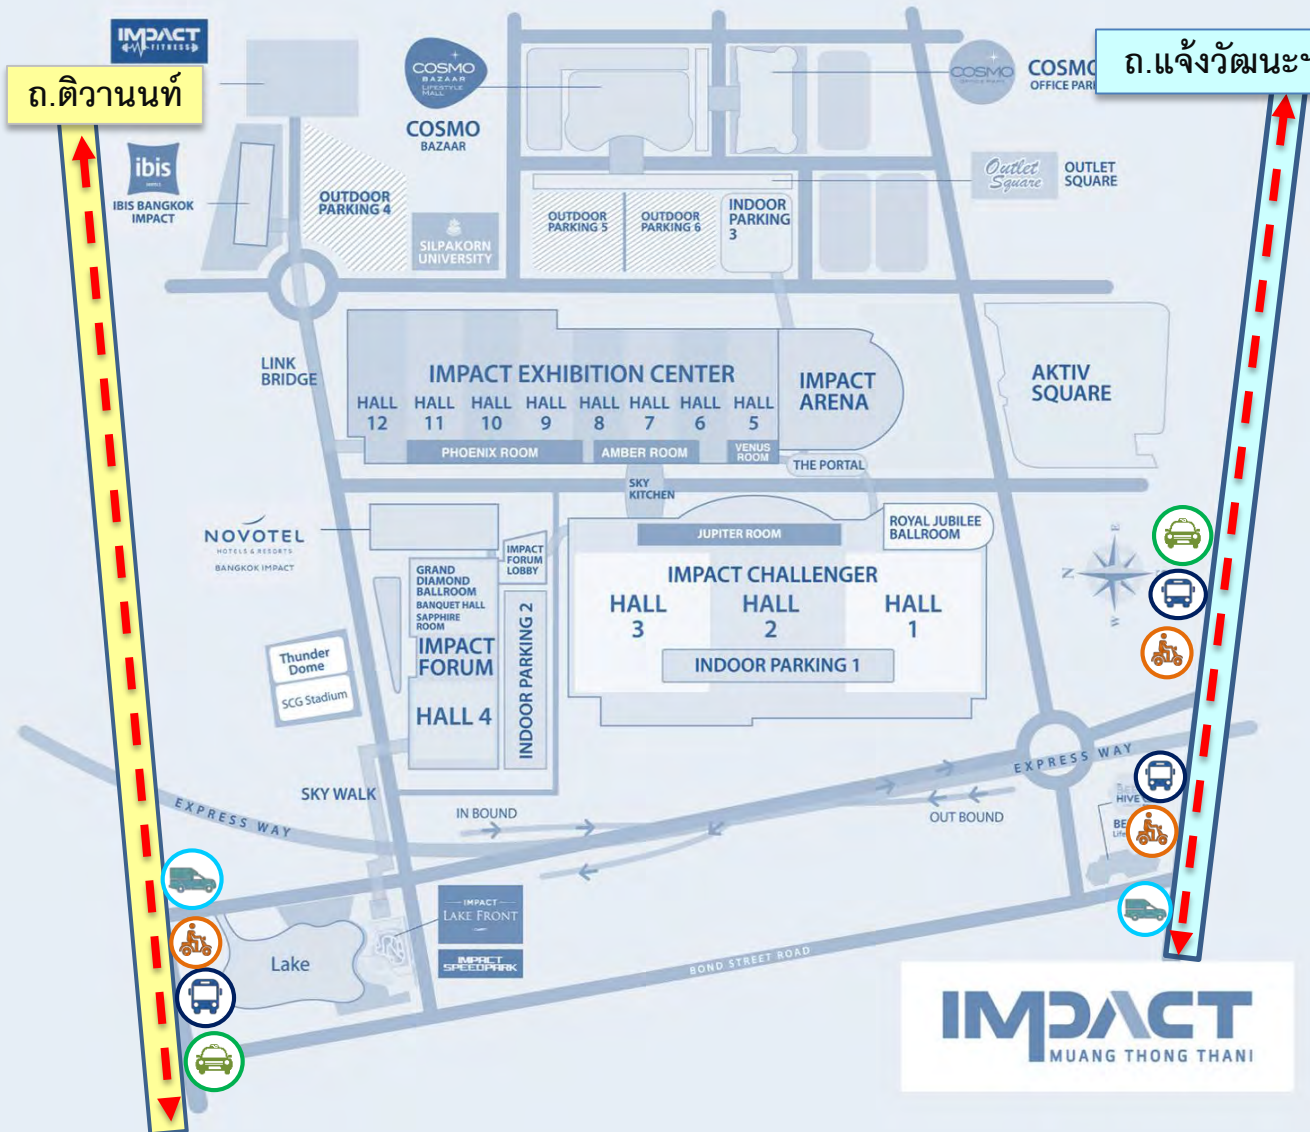 IMPACT
FITNESS
ถ.ติวานนท์
COSMO
BAZAAR
LIFESTYLE
MALL
COSMO
BAZAAR
COSMO
COSMO
OFFICE PARK
ถ.แจ้งวัฒนะฯ
ibis
IBIS BANGKOK
IMPACT
OUTDOOR
PARKING 4
SILPAKORN
UNIVERSITY
OUTDOOR
PARKING 5
OUTDOOR
PARKING 6
INDOOR
PARKING
3
Outlet
Square
OUTLET
SQUARE
LINK
BRIDGE
IMPACT EXHIBITION CENTER
HALL
12
HALL
11
HALL
10
HALL
9
HALL
8
HALL
7
HALL
6
HALL
5
PHOENIX ROOM
AMBER ROOM
VENUS
ROOM
IMPACT
ARENA
THE PORTAL
AKTIV
SQUARE
SKY
KITCHEN
NOVOTEL
HOTELS & RESORTS
BANGKOK IMPACT
IMPACT
FORUM
LOBBY
JUPITER ROOM
ROYAL JUBILEE
BALLROOM
E
N
S
W
GRAND
DIAMOND
BALLROOM
BANQUET HALL
SAPPHIRE
ROOM
IMPACT
FORUM
HALL 4
INDOOR PARKING 2
IMPACT CHALLENGER
HALL
3
HALL
2
HALL
1
INDOOR PARKING 1
Thunder
Dome
SCG Stadium
SKY WALK
EXPRESS WAY
IN BOUND
OUT BOUND
EXPRESS WAY
HIVE
BE
Life
IMPACT
LAKE FRONT
IMPACT
SPEEDPARK
Lake
BOND STREET ROAD
IMPACT
MUANG THONG THANI